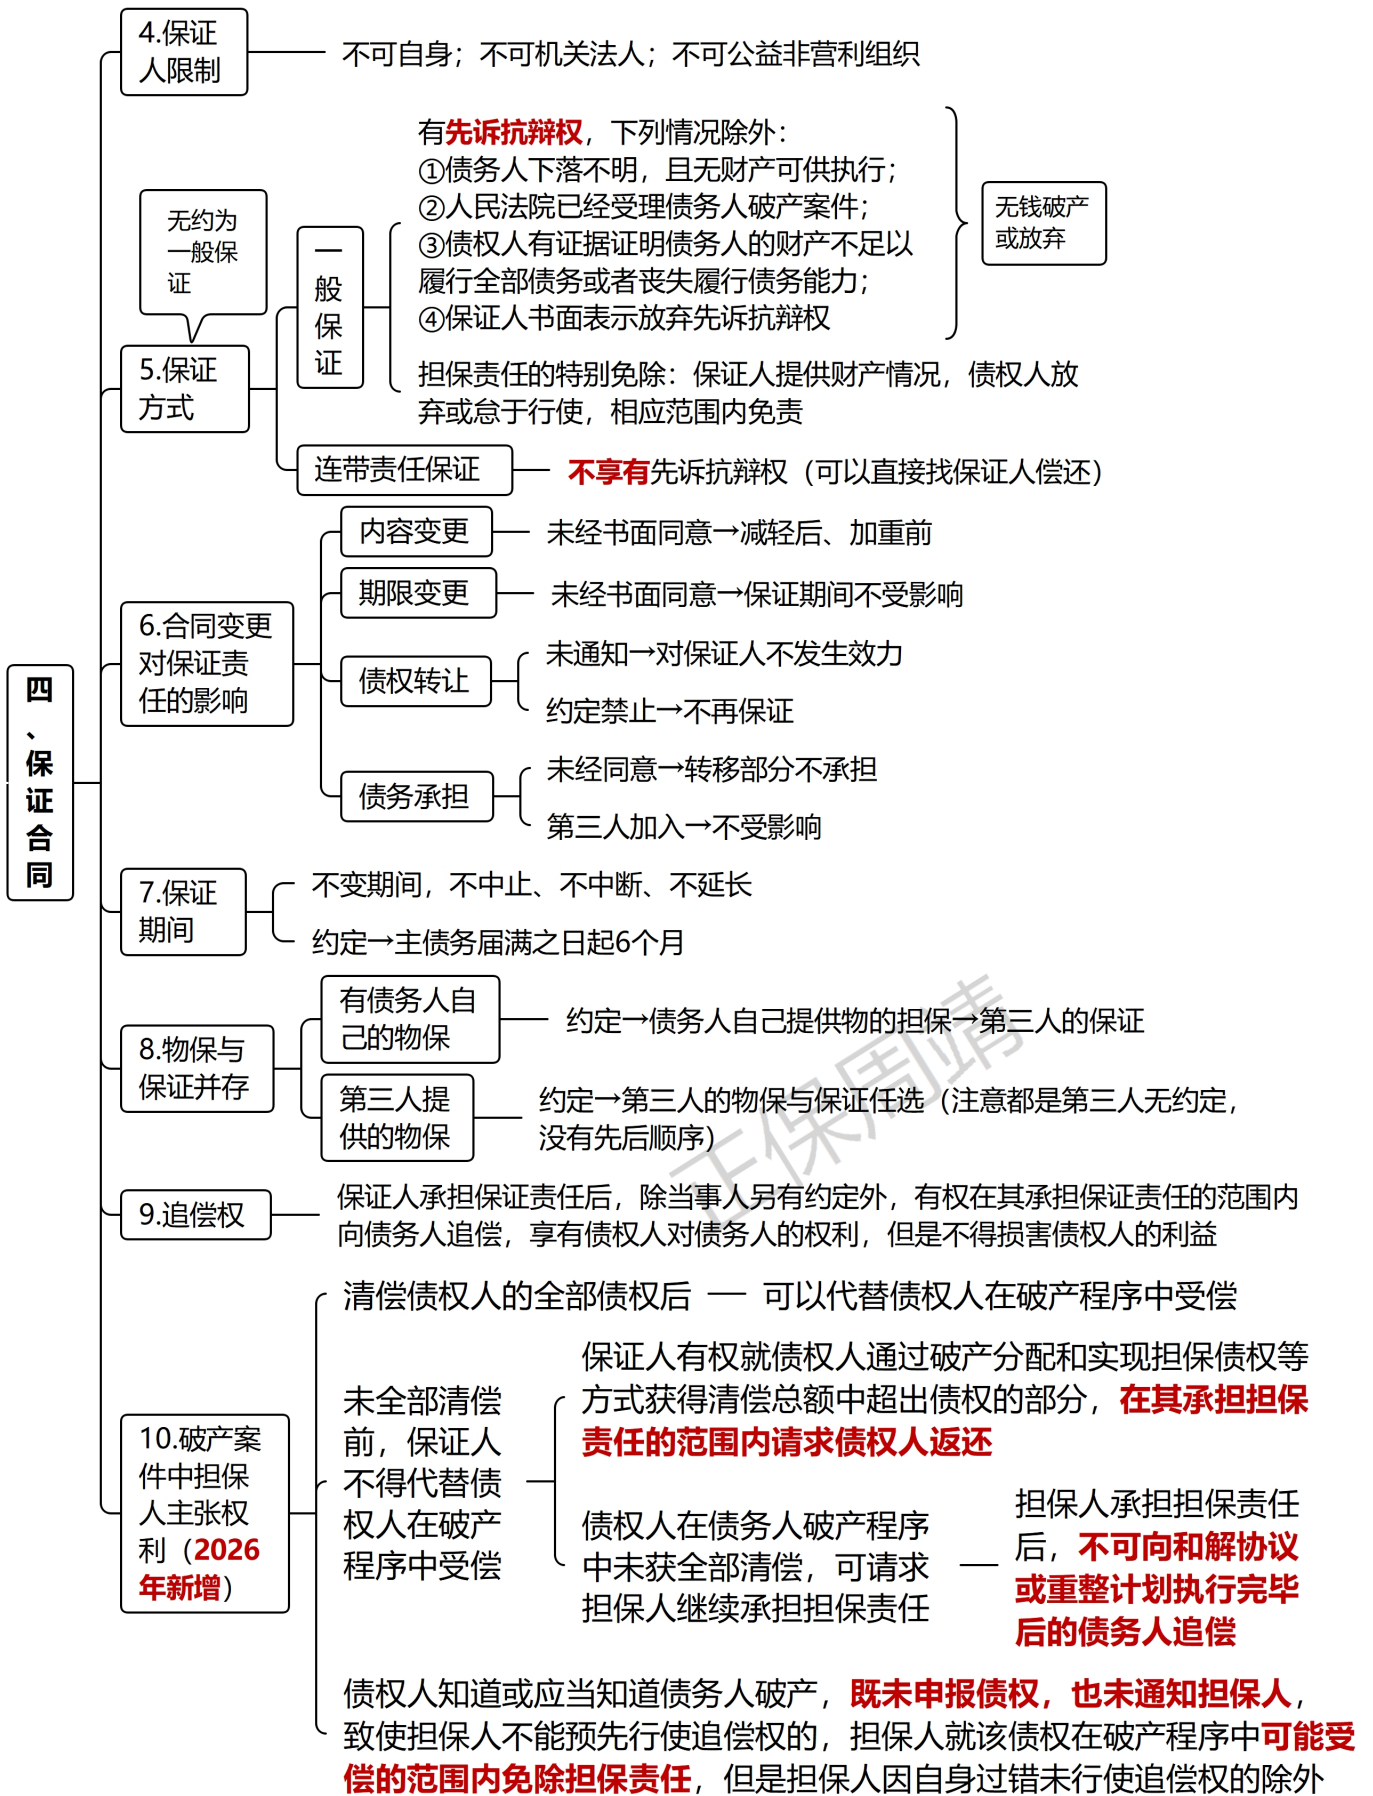 四、保证合同
4.保证
人限制
不可自身；不可机关法人；不可公益非营利组织
无约为
一般保
证
5.保证
方式
一般保证
有先诉抗辩权，下列情况除外：
①债务人下落不明，且无财产可供执行；
②人民法院已经受理债务人破产案件；
③债权人有证据证明债务人的财产不足以
履行全部债务或者丧失履行债务能力；
④保证人书面表示放弃先诉抗辩权
无钱破产
或放弃
担保责任的特别免除：保证人提供财产情况，债权人放
弃或怠于行使，相应范围内免责
连带责任保证
不享有先诉抗辩权（可以直接找保证人偿还）
6.合同变更
对保证责
任的影响
内容变更
未经书面同意→减轻后、加重前
期限变更
未经书面同意→保证期间不受影响
债权转让
未通知→对保证人不发生效力
约定禁止→不再保证
债务承担
未经同意→转移部分不承担
第三人加入→不受影响
7.保证
期间
不变期间，不中止、不中断、不延长
约定→主债务届满之日起6个月
8.物保与
保证并存
有债务人自
己的物保
约定→债务人自己提供物的担保→第三人的保证
第三人提
供的物保
约定→第三人的物保与保证任选（注意都是第三人无约定，
没有先后顺序）
正保周靖
9.追偿权
保证人承担保证责任后，除当事人另有约定外，有权在其承担保证责任的范围内
向债务人追偿，享有债权人对债务人的权利，但是不得损害债权人的利益
10.破产案
件中担保
人主张权
利（2026
年新增）
清偿债权人的全部债权后
可以代替债权人在破产程序中受偿
未全部清偿
前，保证人
不得代替债
权人在破产
程序中受偿
保证人有权就债权人通过破产分配和实现担保债权等
方式获得清偿总额中超出债权的部分，在其承担担保
责任的范围内请求债权人返还
债权人在债务人破产程序
中未获全部清偿，可请求
担保人继续承担担保责任
担保人承担担保责任
后，不可向和解协议
或重整计划执行完毕
后的债务人追偿
债权人知道或应当知道债务人破产，既未申报债权，也未通知担保人，
致使担保人不能预先行使追偿权的，担保人就该债权在破产程序中可能受
偿的范围内免除担保责任，但是担保人因自身过错未行使追偿权的除外